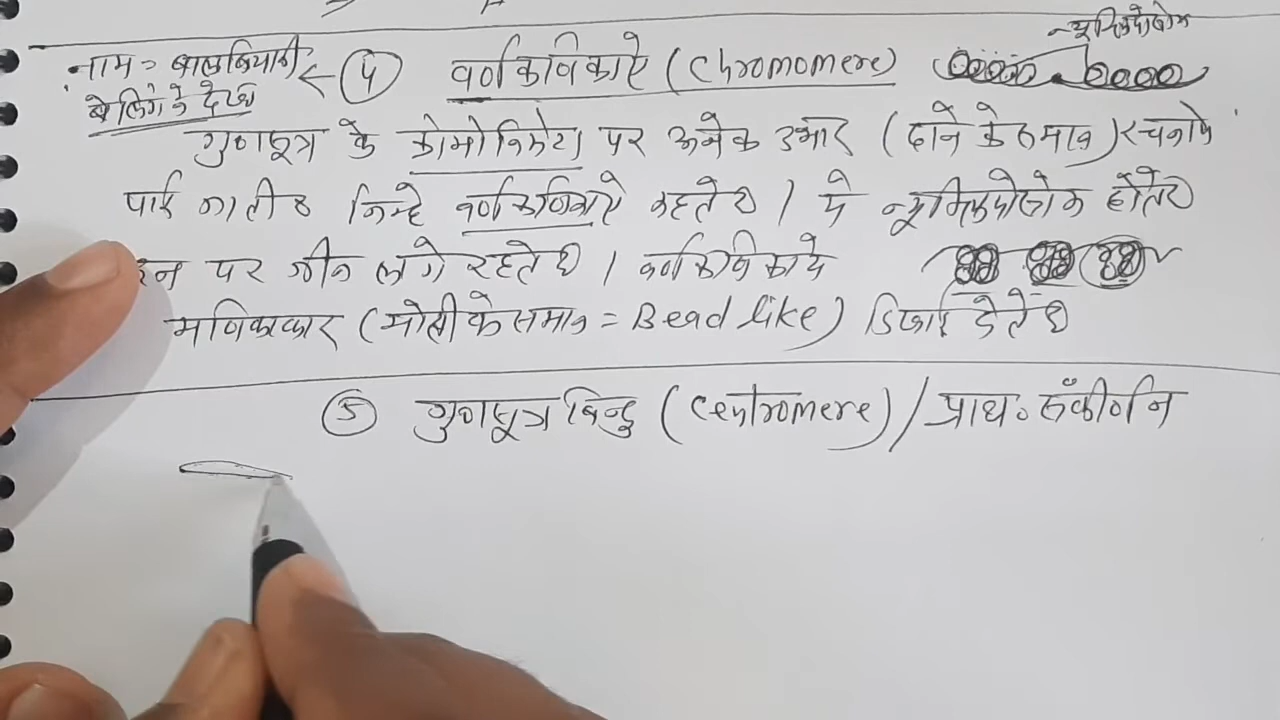 न्यूक्लियोसोम
नाम = बालबियानी ← ④ वर्णकणिकाऐ (Chromomere)
बेलिंग ने देखा
गुणसूत्र के क्रोमोनिमेटा पर अनेक उभार (दाने के समान) रचनाये
पाई जाती है जिन्हे वर्णकणिकाऐ कहते है । ये न्यूक्लियोसोम होते है
इन पर जीन लगे रहते है । वर्णकणिकाये
मणिकाकार (मोती के समान = Bead like) दिखाई देते है
⑤ गुणसूत्र बिन्दु (Centromere) / प्राथ॰ संकीर्णन